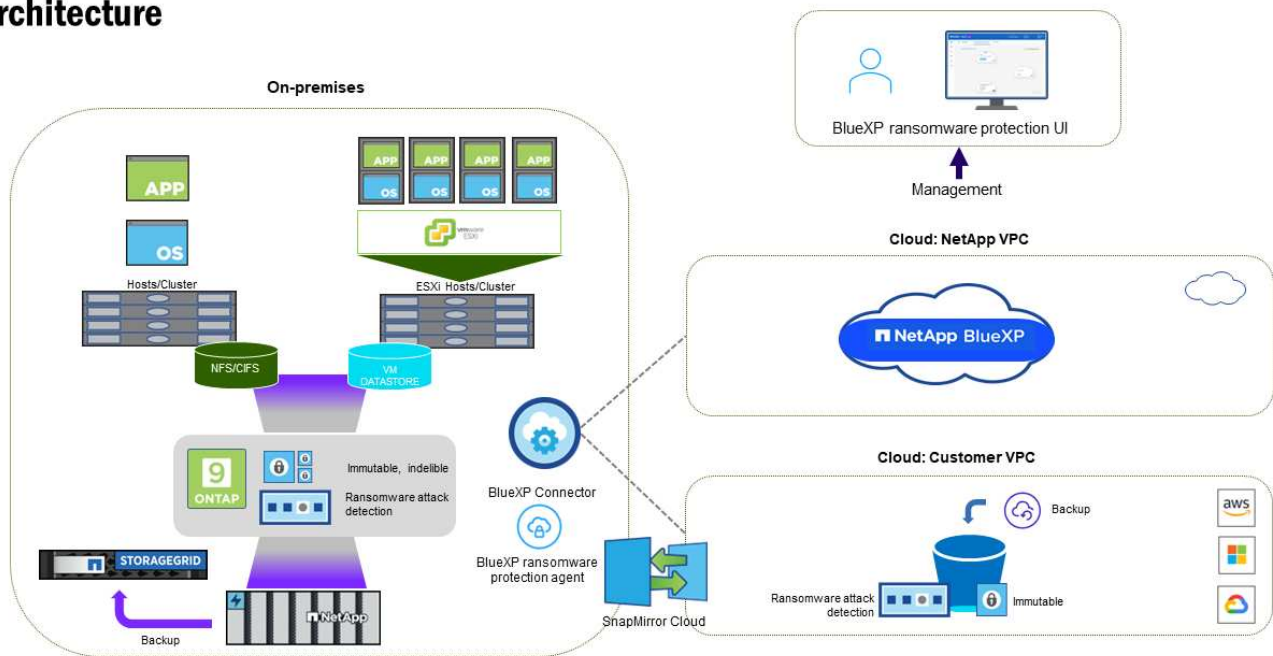 rchitecture
On-premises
APP
OS
APP APP APP APP
OS OS OS OS
vmware
ESXi
Hosts/Cluster
ESXi Hosts/Cluster
NFS/CIFS
VM
DATASTORE
9
ONTAP
Immutable, indelible
Ransomware attack
detection
STORAGEGRID
Backup
NetApp
BlueXP Connector
BlueXP ransomware
protection agent
SnapMirror Cloud
BlueXP ransomware protection UI
Management
Cloud: NetApp VPC
NetApp BlueXP
Cloud: Customer VPC
Backup
Ransomware attack
detection
Immutable
aws